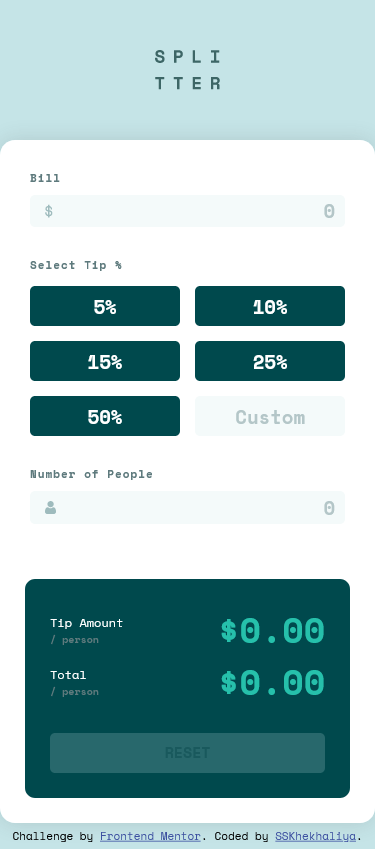 SPLI
TTER
Bill
$ 0
Select Tip %
5% 10%
15% 25%
50% Custom
Number of People
0
Tip Amount $0.00
/ person
Total $0.00
/ person
RESET
Challenge by Frontend Mentor. Coded by SSKhekhaliya.